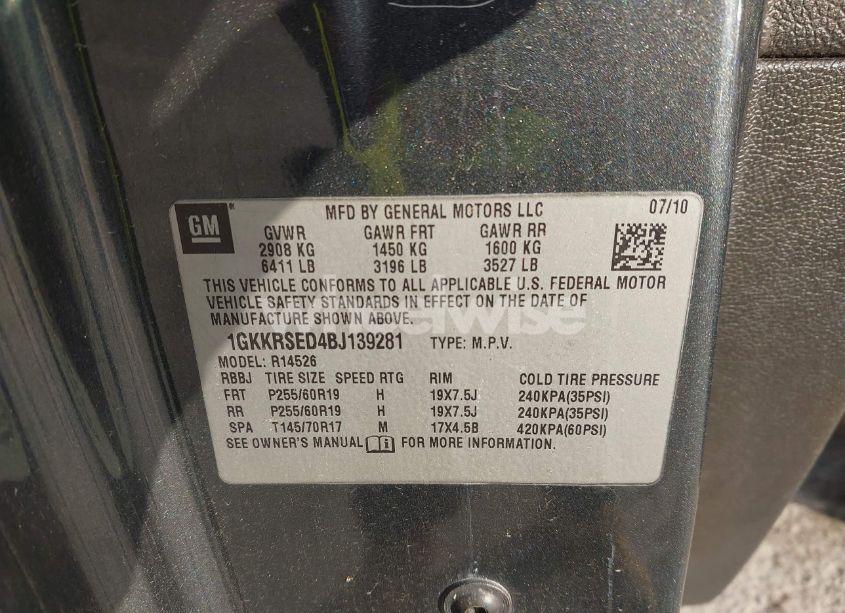 GM
MFD BY GENERAL MOTORS LLC 07/10
GVWR GAWR FRT GAWR RR
2908 KG 1450 KG 1600 KG
6411 LB 3196 LB 3527 LB
THIS VEHICLE CONFORMS TO ALL APPLICABLE U.S. FEDERAL MOTOR
VEHICLE SAFETY STANDARDS IN EFFECT ON THE DATE OF
MANUFACTURE SHOWN ABOVE.
wheelwise
1GKKRSED4BJ139281 TYPE: M.P.V.
MODEL: R14526
RBBJ TIRE SIZE SPEED RTG RIM COLD TIRE PRESSURE
FRT P255/60R19 H 19X7.5J 240KPA(35PSI)
RR P255/60R19 H 19X7.5J 240KPA(35PSI)
SPA T145/70R17 M 17X4.5B 420KPA(60PSI)
SEE OWNER'S MANUAL FOR MORE INFORMATION.